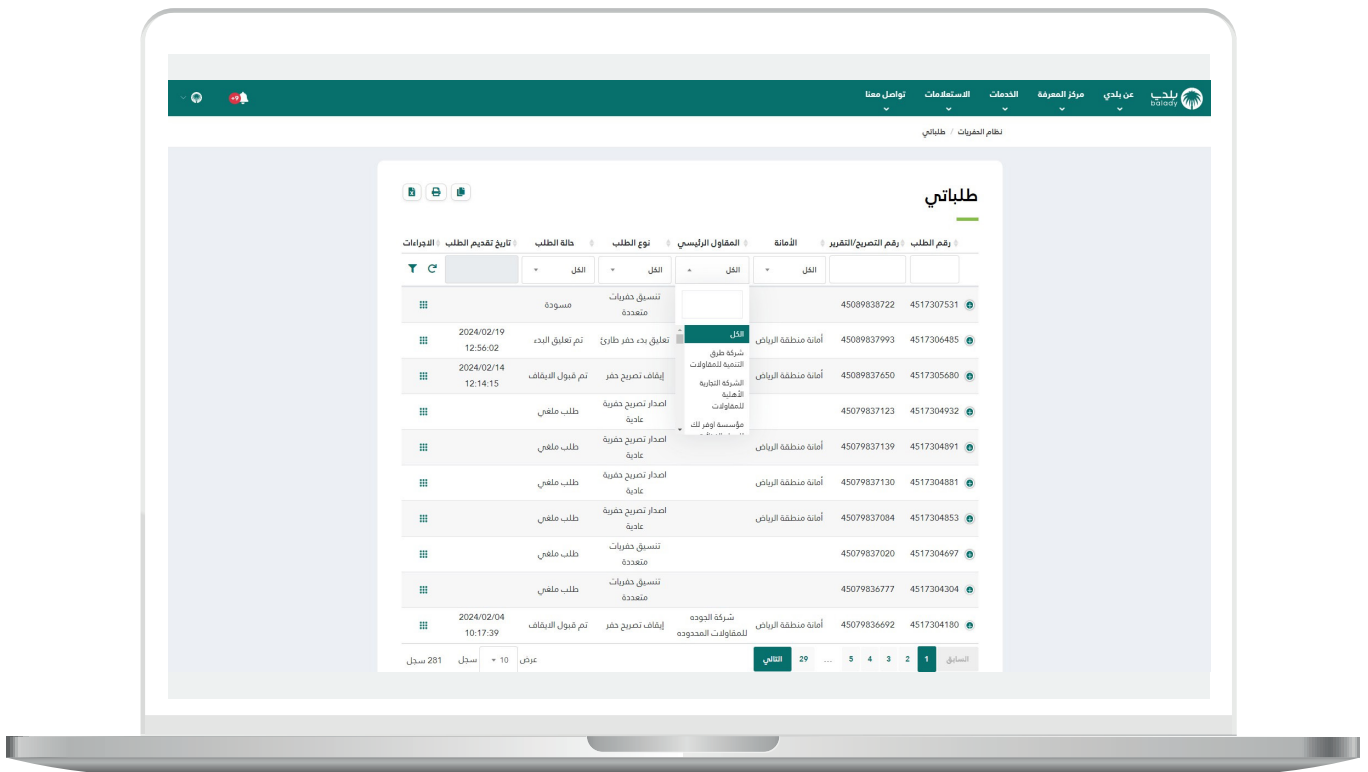 بلدي
balady
عن بلدي
مركز المعرفة
الخدمات
الاستعلامات
تواصل معنا
+9
نظام الحفريات / طلباتي
طلباتي
رقم الطلب
رقم التصريح/التقرير
الأمانة
المقاول الرئيسي
نوع الطلب
حالة الطلب
تاريخ تقديم الطلب
الاجراءات
الكل
الكل
الكل
الكل
الكل
شركة طرق
التنمية للمقاولات
الشركة التجارية
الأهلية
للمقاولات
مؤسسة اوفر لك
4517307531 45089838722 تنسيق حفريات
متعددة
مسودة
4517306485 45089837993 أمانة منطقة الرياض تعليق بدء حفر طارئ تم تعليق البدء 2024/02/19
12:56:02
4517305680 45089837650 أمانة منطقة الرياض إيقاف تصريح حفر تم قبول الايقاف 2024/02/14
12:14:15
4517304932 45079837123 اصدار تصريح حفرية
عادية
طلب ملغي
4517304891 45079837139 أمانة منطقة الرياض اصدار تصريح حفرية
عادية
طلب ملغي
4517304881 45079837130 أمانة منطقة الرياض اصدار تصريح حفرية
عادية
طلب ملغي
4517304853 45079837084 أمانة منطقة الرياض اصدار تصريح حفرية
عادية
طلب ملغي
4517304697 45079837020 تنسيق حفريات
متعددة
طلب ملغي
4517304304 45079836777 تنسيق حفريات
متعددة
طلب ملغي
4517304180 45079836692 أمانة منطقة الرياض شركة الجوده
للمقاولات المحدوده
إيقاف تصريح حفر تم قبول الايقاف 2024/02/04
10:17:39
السابق 1 2 3 4 5 ... 29 التالي
عرض 10 سجل
281 سجل